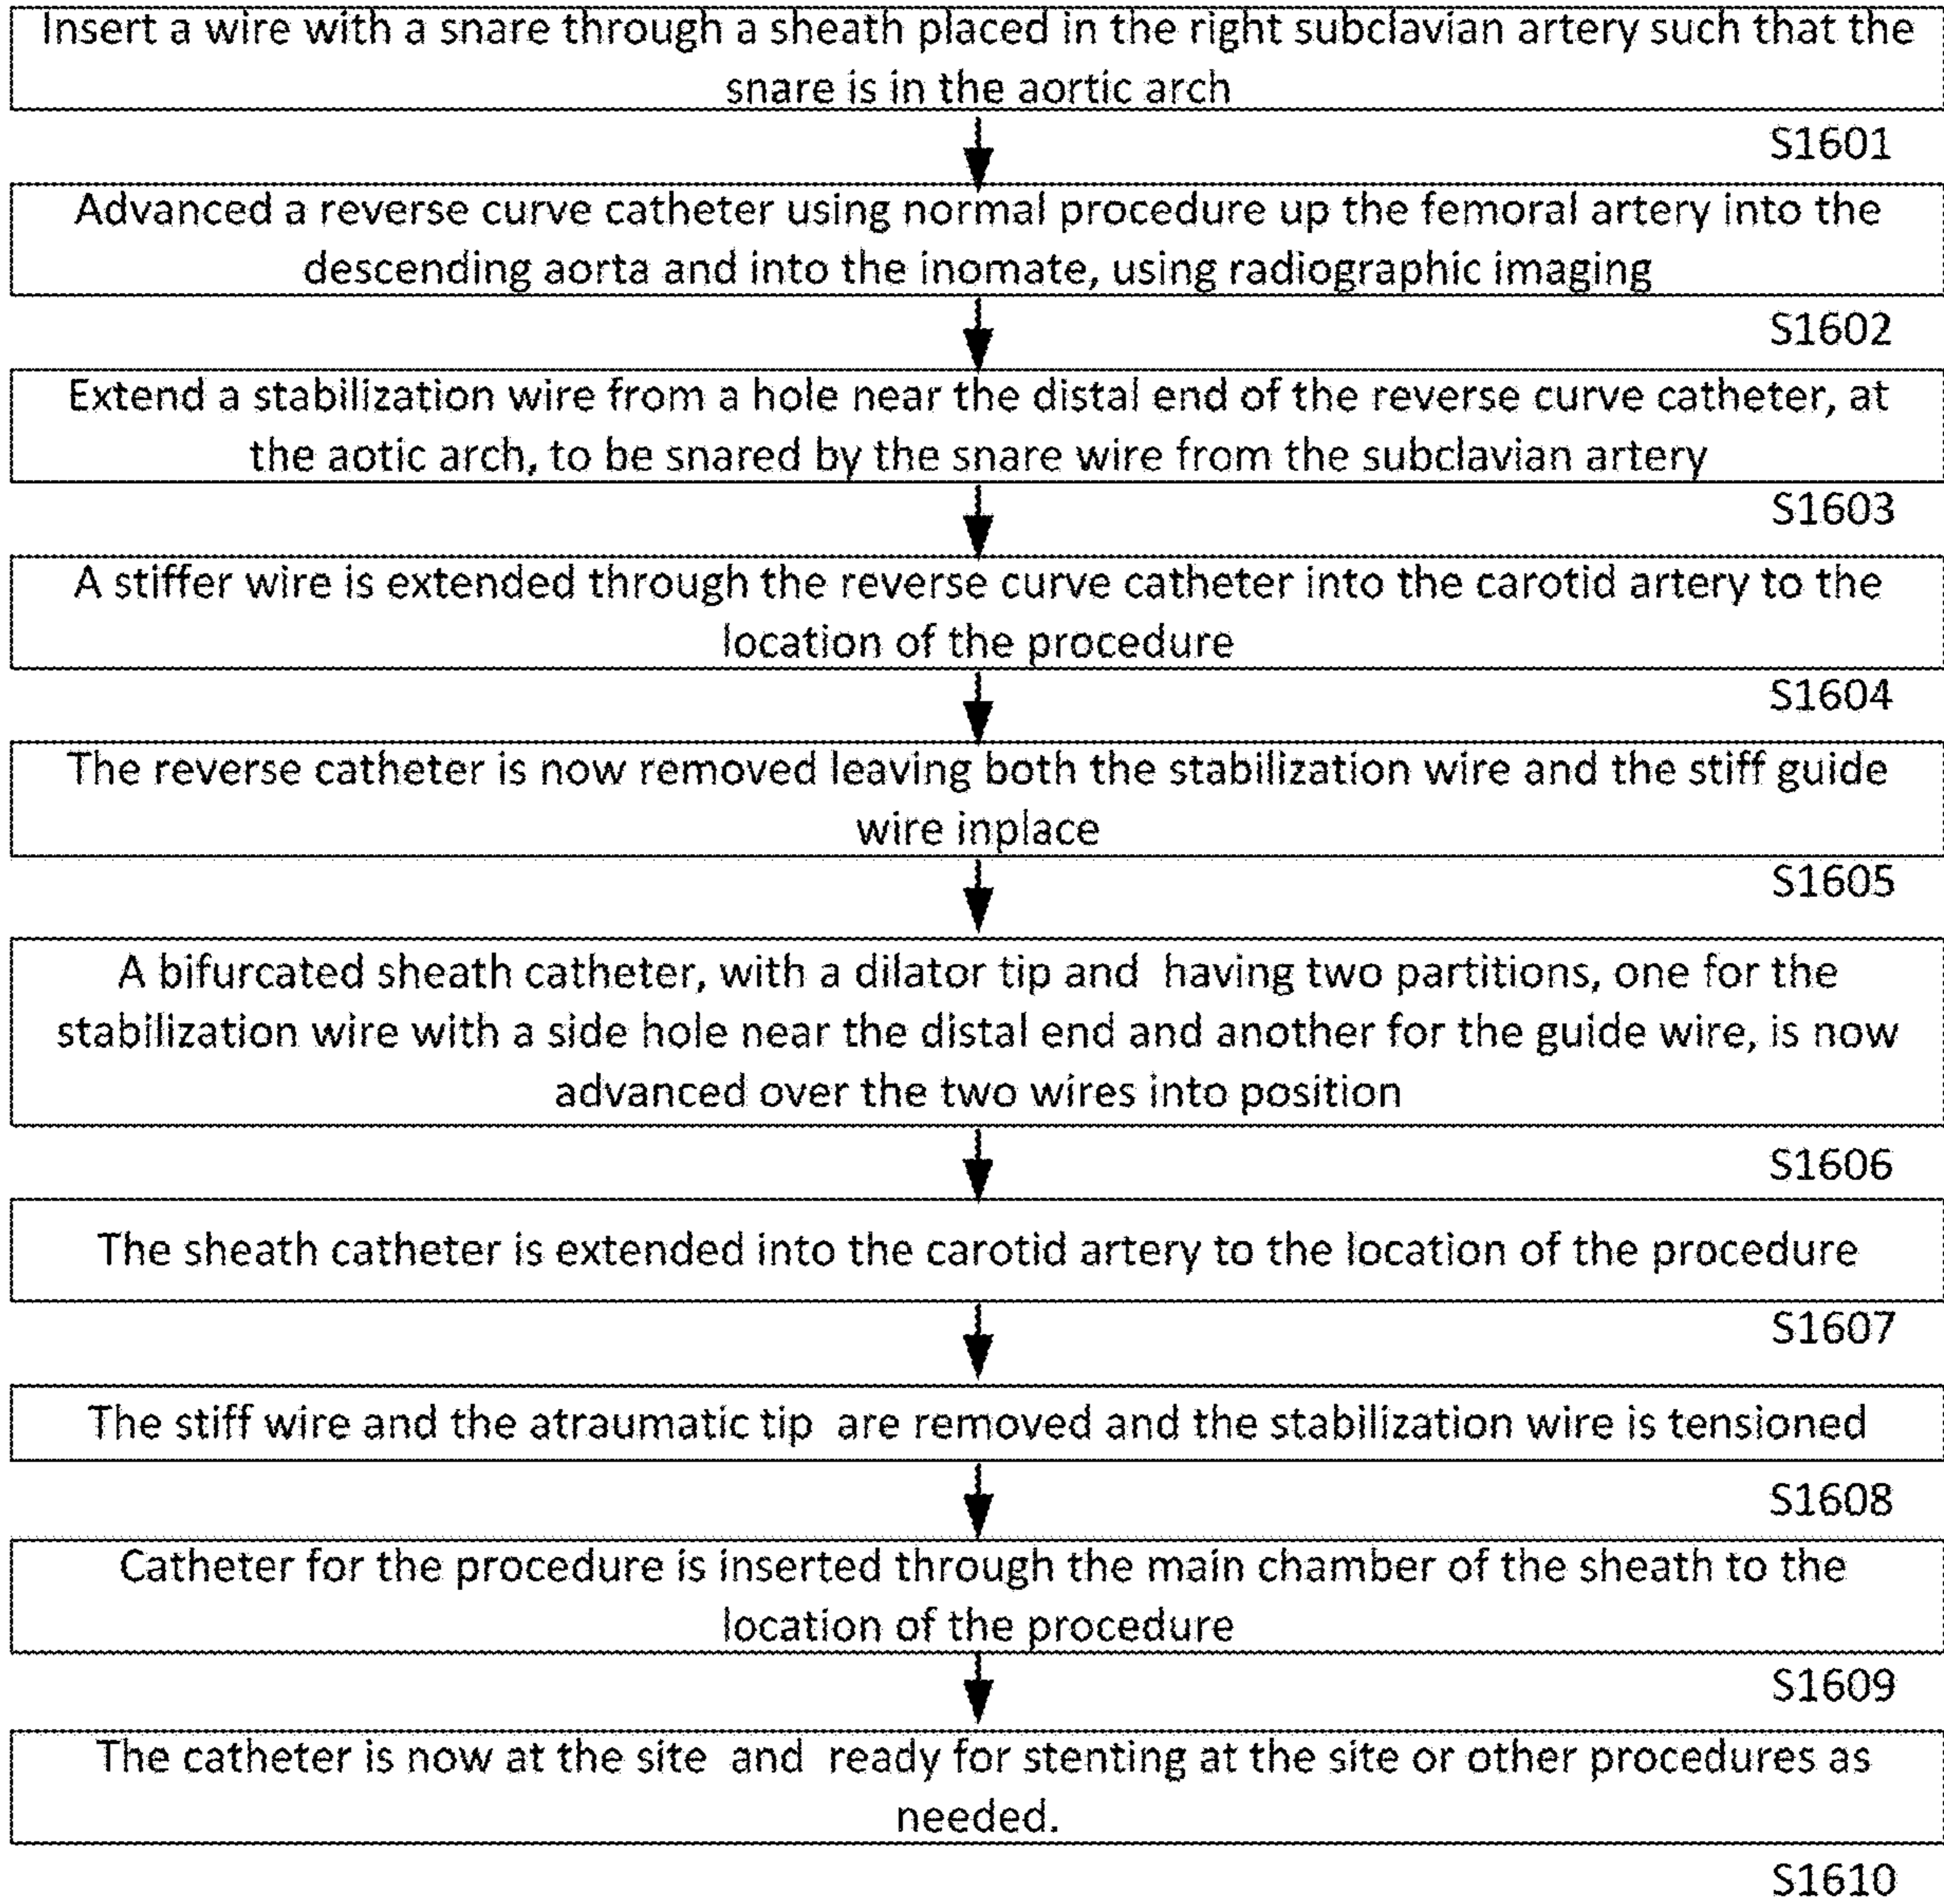 Insert a wire with a snare through a sheath placed in the right subclavian artery such that the
snare is in the aortic arch
S1601
Advanced a reverse curve catheter using normal procedure up the femoral artery into the
descending aorta and into the inomate, using radiographic imaging
S1602
Extend a stabilization wire from a hole near the distal end of the reverse curve catheter, at
the aotic arch, to be snared by the snare wire from the subclavian artery
S1603
A stiffer wire is extended through the reverse curve catheter into the carotid artery to the
location of the procedure
S1604
The reverse catheter is now removed leaving both the stabilization wire and the stiff guide
wire inplace
S1605
A bifurcated sheath catheter, with a dilator tip and having two partitions, one for the
stabilization wire with a side hole near the distal end and another for the guide wire, is now
advanced over the two wires into position
S1606
The sheath catheter is extended into the carotid artery to the location of the procedure
S1607
The stiff wire and the atraumatic tip are removed and the stabilization wire is tensioned
S1608
Catheter for the procedure is inserted through the main chamber of the sheath to the
location of the procedure
S1609
The catheter is now at the site and ready for stenting at the site or other procedures as
needed.
S1610